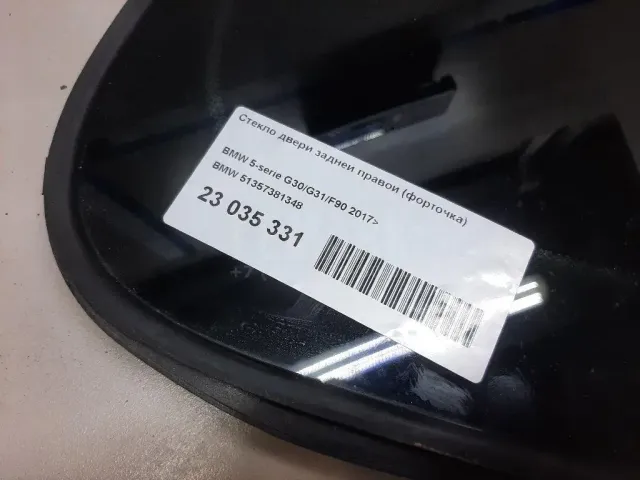 Стекло двери задней правой (форточка)
BMW 5-serie G30/G31/F90 2017>
BMW 51357381348
23 035 331